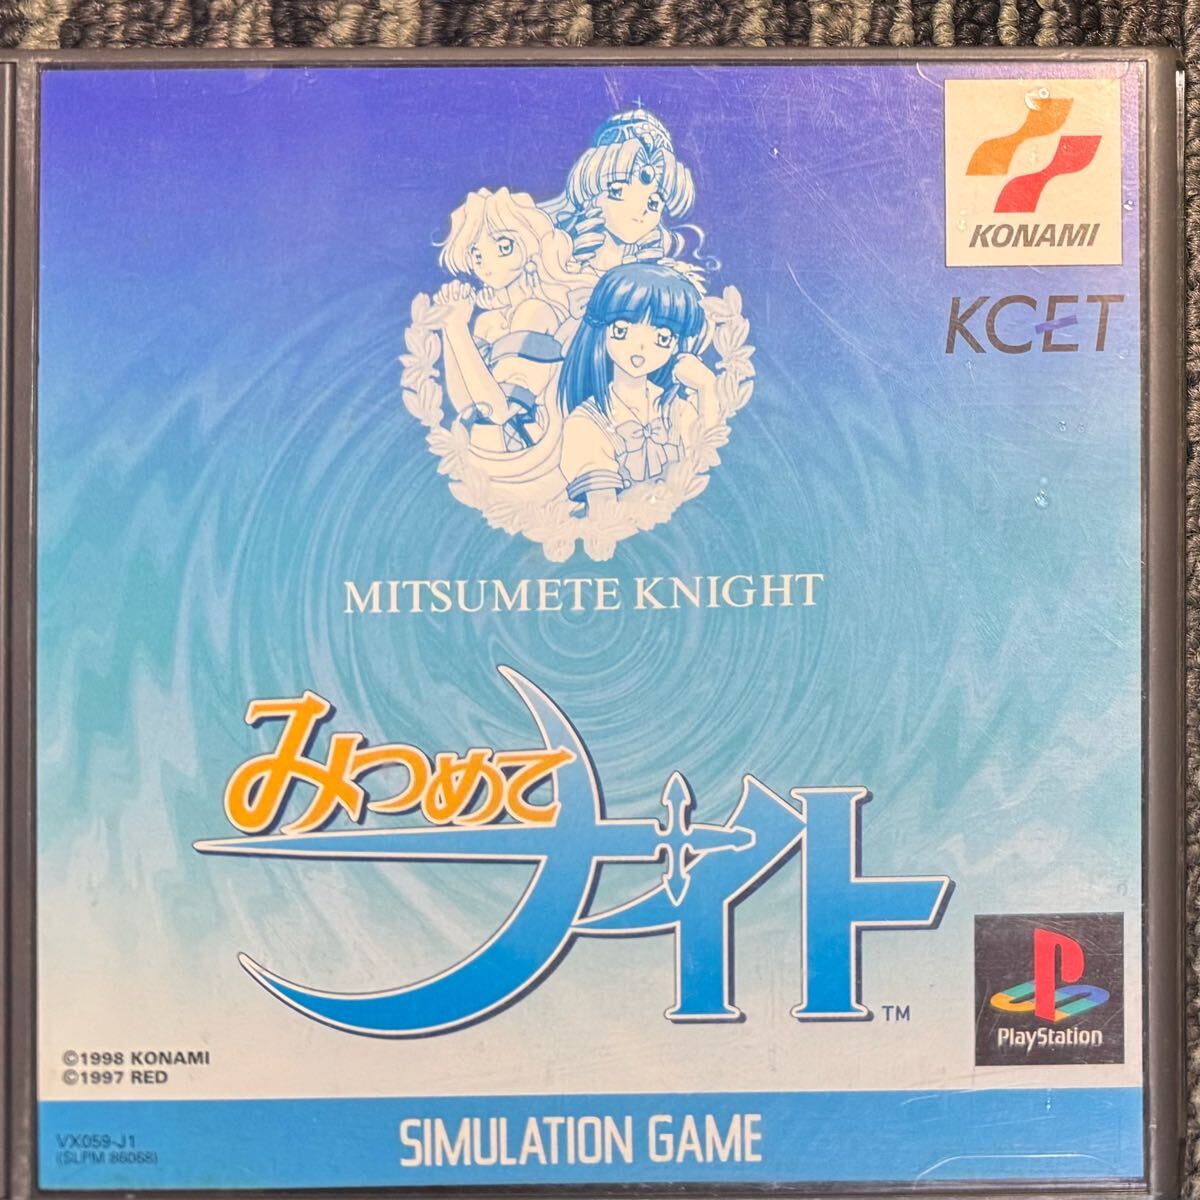 KONAMI
KCET
MITSUMETE KNIGHT
みつめて
ナイト
TM
PlayStation
©1998 KONAMI
©1997 RED
VX059-J1
(SLPM 86068)
SIMULATION GAME